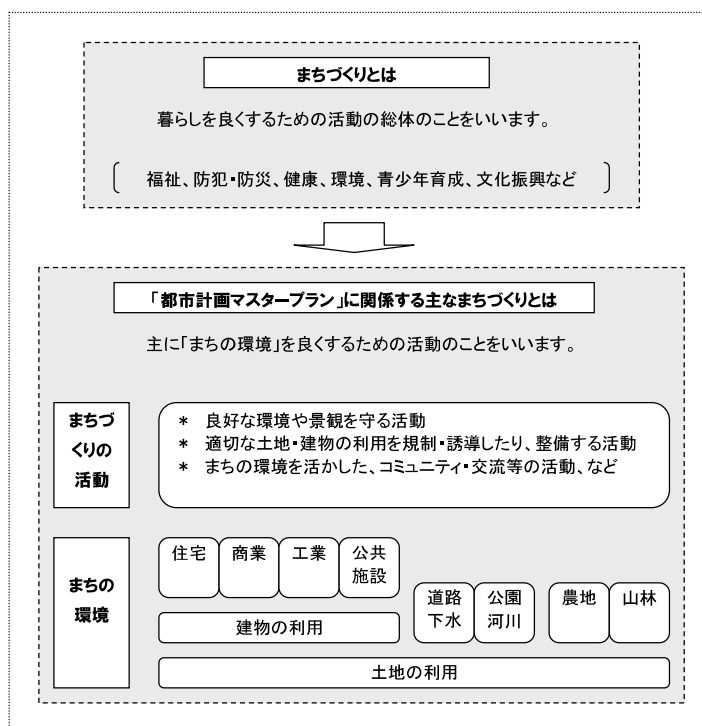 まちづくりとは
暮らしを良くするための活動の総体のことをいいます。
福祉、防犯・防災、健康、環境、青少年育成、文化振興など
「都市計画マスタープラン」に関係する主なまちづくりとは
主に「まちの環境」を良くするための活動のことをいいます。
まちづ
くりの
活動
* 良好な環境や景観を守る活動
* 適切な土地・建物の利用を規制・誘導したり、整備する活動
* まちの環境を活かした、コミュニティ・交流等の活動、など
まちの
環境
住宅
商業
工業
公共
施設
道路
下水
公園
河川
農地
山林
建物の利用
土地の利用